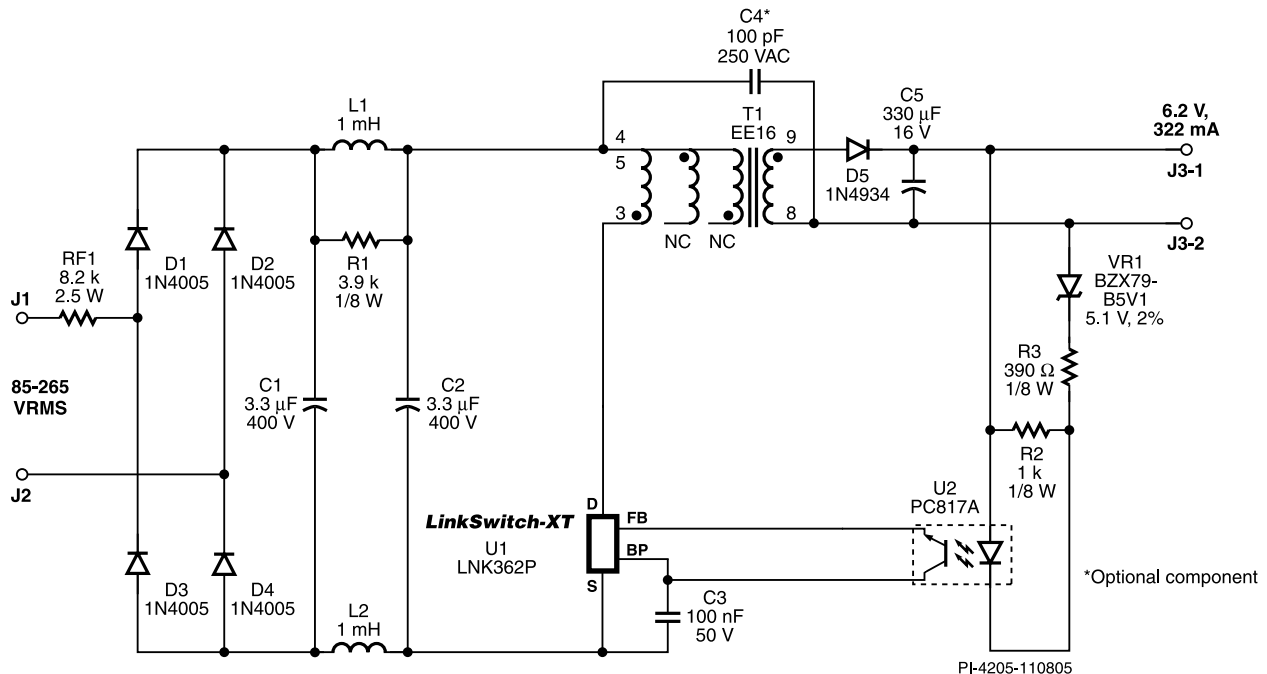 C4*
100 pF
250 VAC
L1
1 mH
T1
EE16
C5
330 µF
16 V
6.2 V,
322 mA
4
5
3
9
8
NC
NC
D5
1N4934
J3-1
J3-2
RF1
8.2 k
2.5 W
J1
D1
1N4005
D2
1N4005
R1
3.9 k
1/8 W
VR1
BZX79-
B5V1
5.1 V, 2%
R3
390 Ω
1/8 W
85-265
VRMS
C1
3.3 µF
400 V
C2
3.3 µF
400 V
R2
1 k
1/8 W
J2
D
LinkSwitch-XT
U1
LNK362P
FB
BP
S
U2
PC817A
*Optional component
D3
1N4005
D4
1N4005
L2
1 mH
C3
100 nF
50 V
PI-4205-110805